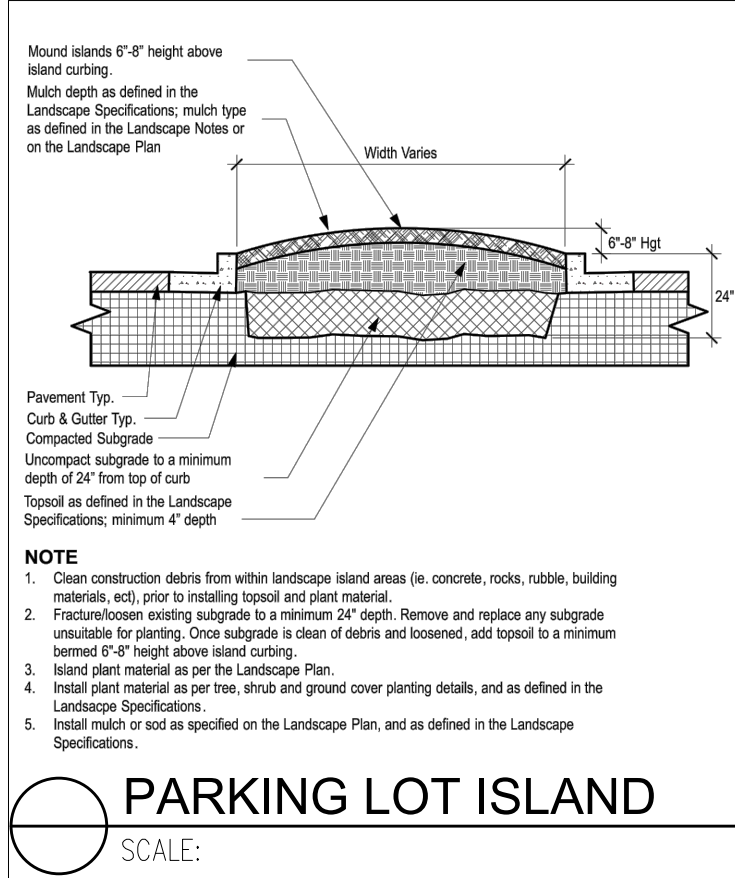 Mound islands 6"-8" height above
island curbing.
Mulch depth as defined in the
Landscape Specifications; mulch type
as defined in the Landscape Notes or
on the Landscape Plan
Width Varies
6"-8" Hgt
24"
Pavement Typ.
Curb & Gutter Typ.
Compacted Subgrade
Uncompact subgrade to a minimum
depth of 24" from top of curb
Topsoil as defined in the Landscape
Specifications; minimum 4" depth
NOTE
1. Clean construction debris from within landscape island areas (ie. concrete, rocks, rubble, building
materials, ect), prior to installing topsoil and plant material.
2. Fracture/loosen existing subgrade to a minimum 24" depth. Remove and replace any subgrade
unsuitable for planting. Once subgrade is clean of debris and loosened, add topsoil to a minimum
bermed 6"-8" height above island curbing.
3. Island plant material as per the Landscape Plan.
4. Install plant material as per tree, shrub and ground cover planting details, and as defined in the
Landsacpe Specifications.
5. Install mulch or sod as specified on the Landscape Plan, and as defined in the Landscape
Specifications.
PARKING LOT ISLAND
SCALE: